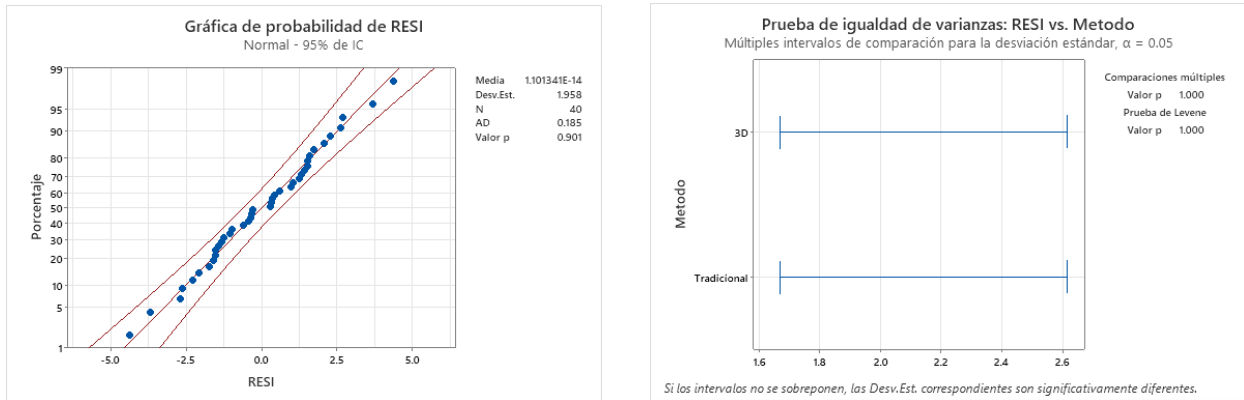 Gráfica de probabilidad de RESI
Normal - 95% de IC
99
95
90
80
70
60
50
40
30
20
10
5
1
Porcentaje
-5.0 -2.5 0.0 2.5 5.0
RESI
Media 1.101341E-14
Desv.Est. 1.958
N 40
AD 0.185
Valor p 0.901
Prueba de igualdad de varianzas: RESI vs. Metodo
Múltiples intervalos de comparación para la desviación estándar, α = 0.05
Metodo
3D
Tradicional
1.6 1.8 2.0 2.2 2.4 2.6
Comparaciones múltiples
Valor p 1.000
Prueba de Levene
Valor p 1.000
Si los intervalos no se sobreponen, las Desv.Est. correspondientes son significativamente diferentes.